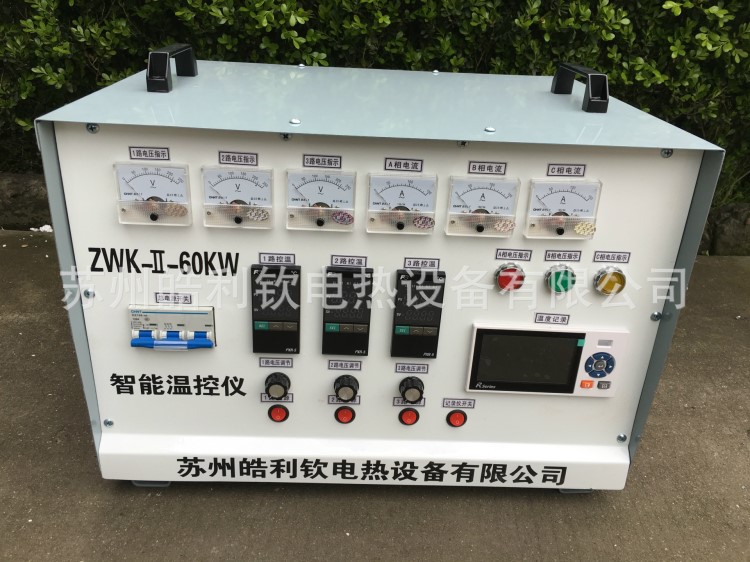 1路电压指示 2路电压指示 3路电压指示 A相电流 B相电流 C相电流
V V V A A A
ZWK-II-60KW
1路控温 2路控温 3路控温
A相电压指示 B相电压指示 C相电压指示
苏州皓利钦电热设备有限公司
温度记录
智能温控仪
1路电压调节 2路电压调节 3路电压调节
记录仪开关
苏州皓利钦电热设备有限公司